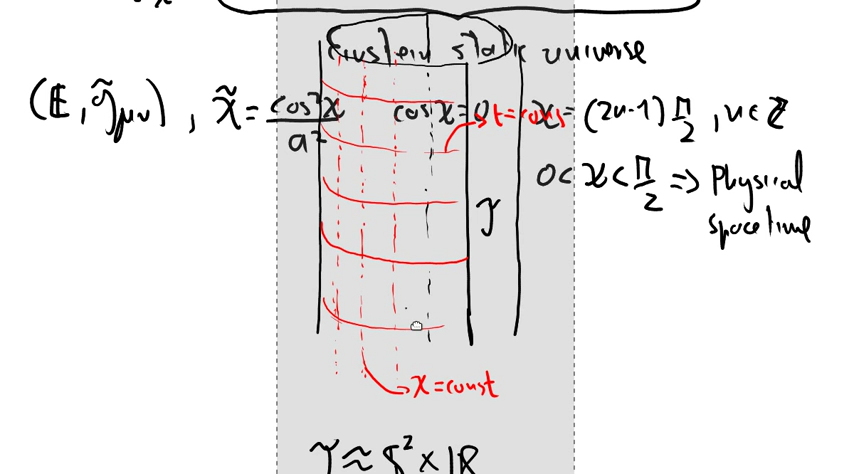 Einstein static universe
(E, g̃μν), x̃ = cos²χ / a²   cos χ = 0   χ = (2n-1) π/2, n ∈ ℤ
t = const
0 < χ < π/2 ⇒ Physical spacetime
𝒥
χ = const
𝒥 ≈ S² × ℝ